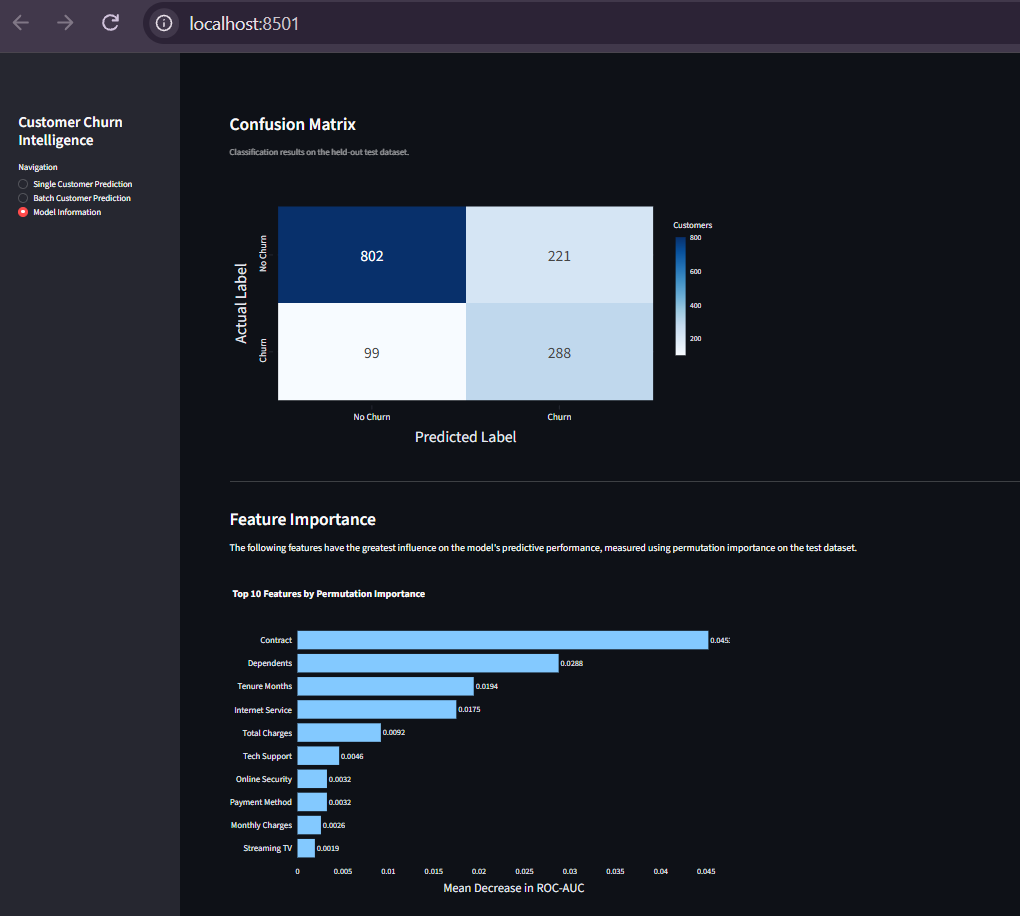 localhost:8501
Customer Churn
Intelligence
Navigation
Single Customer Prediction
Batch Customer Prediction
Model Information
Confusion Matrix
Classification results on the held-out test dataset.
Actual Label
No Churn
Churn
802
221
99
288
No Churn
Churn
Predicted Label
Customers
800
600
400
200
Feature Importance
The following features have the greatest influence on the model's predictive performance, measured using permutation importance on the test dataset.
Top 10 Features by Permutation Importance
Contract
Dependents 0.0288
Tenure Months 0.0194
Internet Service 0.0175
Total Charges 0.0092
Tech Support 0.0046
Online Security 0.0032
Payment Method 0.0032
Monthly Charges 0.0026
Streaming TV 0.0019
0 0.005 0.01 0.015 0.02 0.025 0.03 0.035 0.04 0.045
Mean Decrease in ROC-AUC